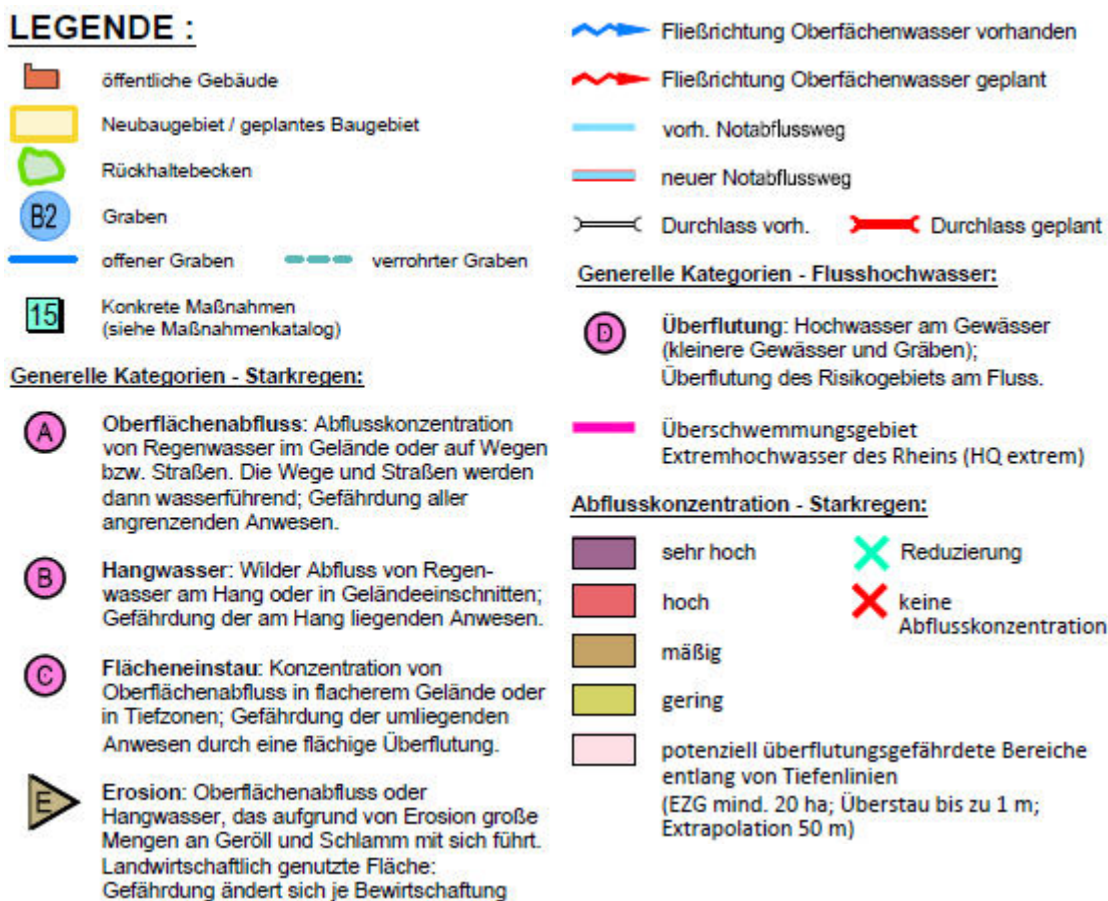 LEGENDE :
öffentliche Gebäude
Neubaugebiet / geplantes Baugebiet
Rückhaltebecken
B2 Graben
offener Graben verrohrter Graben
15 Konkrete Maßnahmen
(siehe Maßnahmenkatalog)
Generelle Kategorien - Starkregen:
A Oberflächenabfluss: Abflusskonzentration
von Regenwasser im Gelände oder auf Wegen
bzw. Straßen. Die Wege und Straßen werden
dann wasserführend; Gefährdung aller
angrenzenden Anwesen.
B Hangwasser: Wilder Abfluss von Regen-
wasser am Hang oder in Geländeeinschnitten;
Gefährdung der am Hang liegenden Anwesen.
C Flächeneinstau: Konzentration von
Oberflächenabfluss in flacherem Gelände oder
in Tiefzonen; Gefährdung der umliegenden
Anwesen durch eine flächige Überflutung.
E Erosion: Oberflächenabfluss oder
Hangwasser, das aufgrund von Erosion große
Mengen an Geröll und Schlamm mit sich führt.
Landwirtschaftlich genutzte Fläche:
Gefährdung ändert sich je Bewirtschaftung
Fließrichtung Oberfächenwasser vorhanden
Fließrichtung Oberfächenwasser geplant
vorh. Notabflussweg
neuer Notabflussweg
Durchlass vorh. Durchlass geplant
Generelle Kategorien - Flusshochwasser:
D Überflutung: Hochwasser am Gewässer
(kleinere Gewässer und Gräben);
Überflutung des Risikogebiets am Fluss.
Überschwemmungsgebiet
Extremhochwasser des Rheins (HQ extrem)
Abflusskonzentration - Starkregen:
sehr hoch Reduzierung
hoch keine
Abflusskonzentration
mäßig
gering
potenziell überflutungsgefährdete Bereiche
entlang von Tiefenlinien
(EZG mind. 20 ha; Überstau bis zu 1 m;
Extrapolation 50 m)